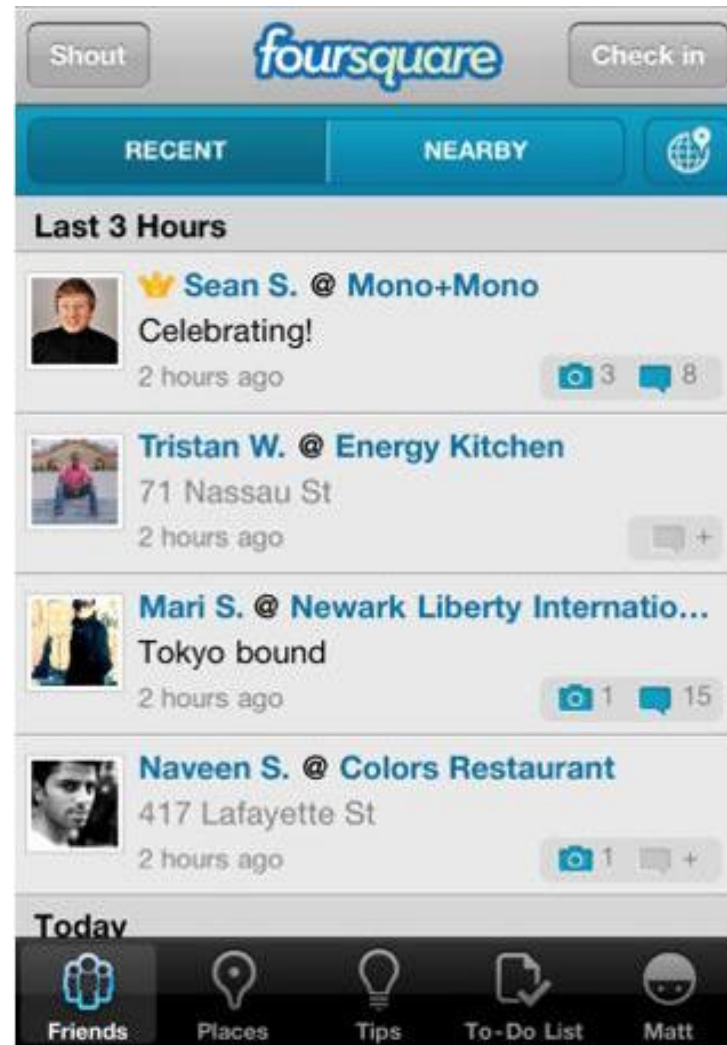 Shout foursquare Check in
RECENT NEARBY
Last 3 Hours
Sean S. @ Mono+Mono
Celebrating!
2 hours ago 3 8
Tristan W. @ Energy Kitchen
71 Nassau St
2 hours ago +
Mari S. @ Newark Liberty Internatio...
Tokyo bound
2 hours ago 1 15
Naveen S. @ Colors Restaurant
417 Lafayette St
2 hours ago 1 +
Today
Friends Places Tips To-Do List Matt